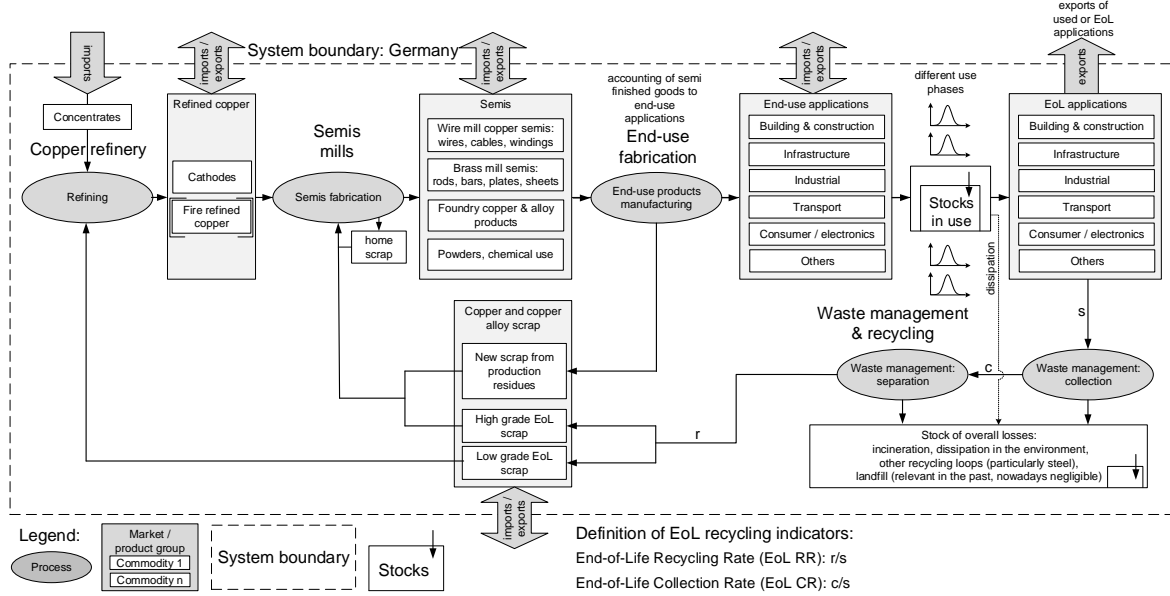 exports of
used or EoL
applications
imports
imports /
exports
System boundary: Germany
imports /
exports
imports /
exports
exports
Concentrates
Copper refinery
Refining
Refined copper
Cathodes
Fire refined
copper
Semis
mills
Semis fabrication
home
scrap
Semis
Wire mill copper semis:
wires, cables, windings
Brass mill semis:
rods, bars, plates, sheets
Foundry copper & alloy
products
Powders, chemical use
accounting of semi
finished goods to
end-use
applications
End-use
fabrication
End-use products
manufacturing
End-use applications
Building & construction
Infrastructure
Industrial
Transport
Consumer / electronics
Others
different use
phases
Stocks
in use
dissipation
EoL applications
Building & construction
Infrastructure
Industrial
Transport
Consumer / electronics
Others
s
Waste management
& recycling
Waste management:
separation
c
Waste management:
collection
Copper and copper
alloy scrap
New scrap from
production
residues
High grade EoL
scrap
Low grade EoL
scrap
r
Stock of overall losses:
incineration, dissipation in the environment,
other recycling loops (particularly steel),
landfill (relevant in the past, nowadays negligible)
imports /
exports
Legend:
Process
Market /
product group
Commodity 1
Commodity n
System boundary
Stocks
Definition of EoL recycling indicators:
End-of-Life Recycling Rate (EoL RR): r/s
End-of-Life Collection Rate (EoL CR): c/s